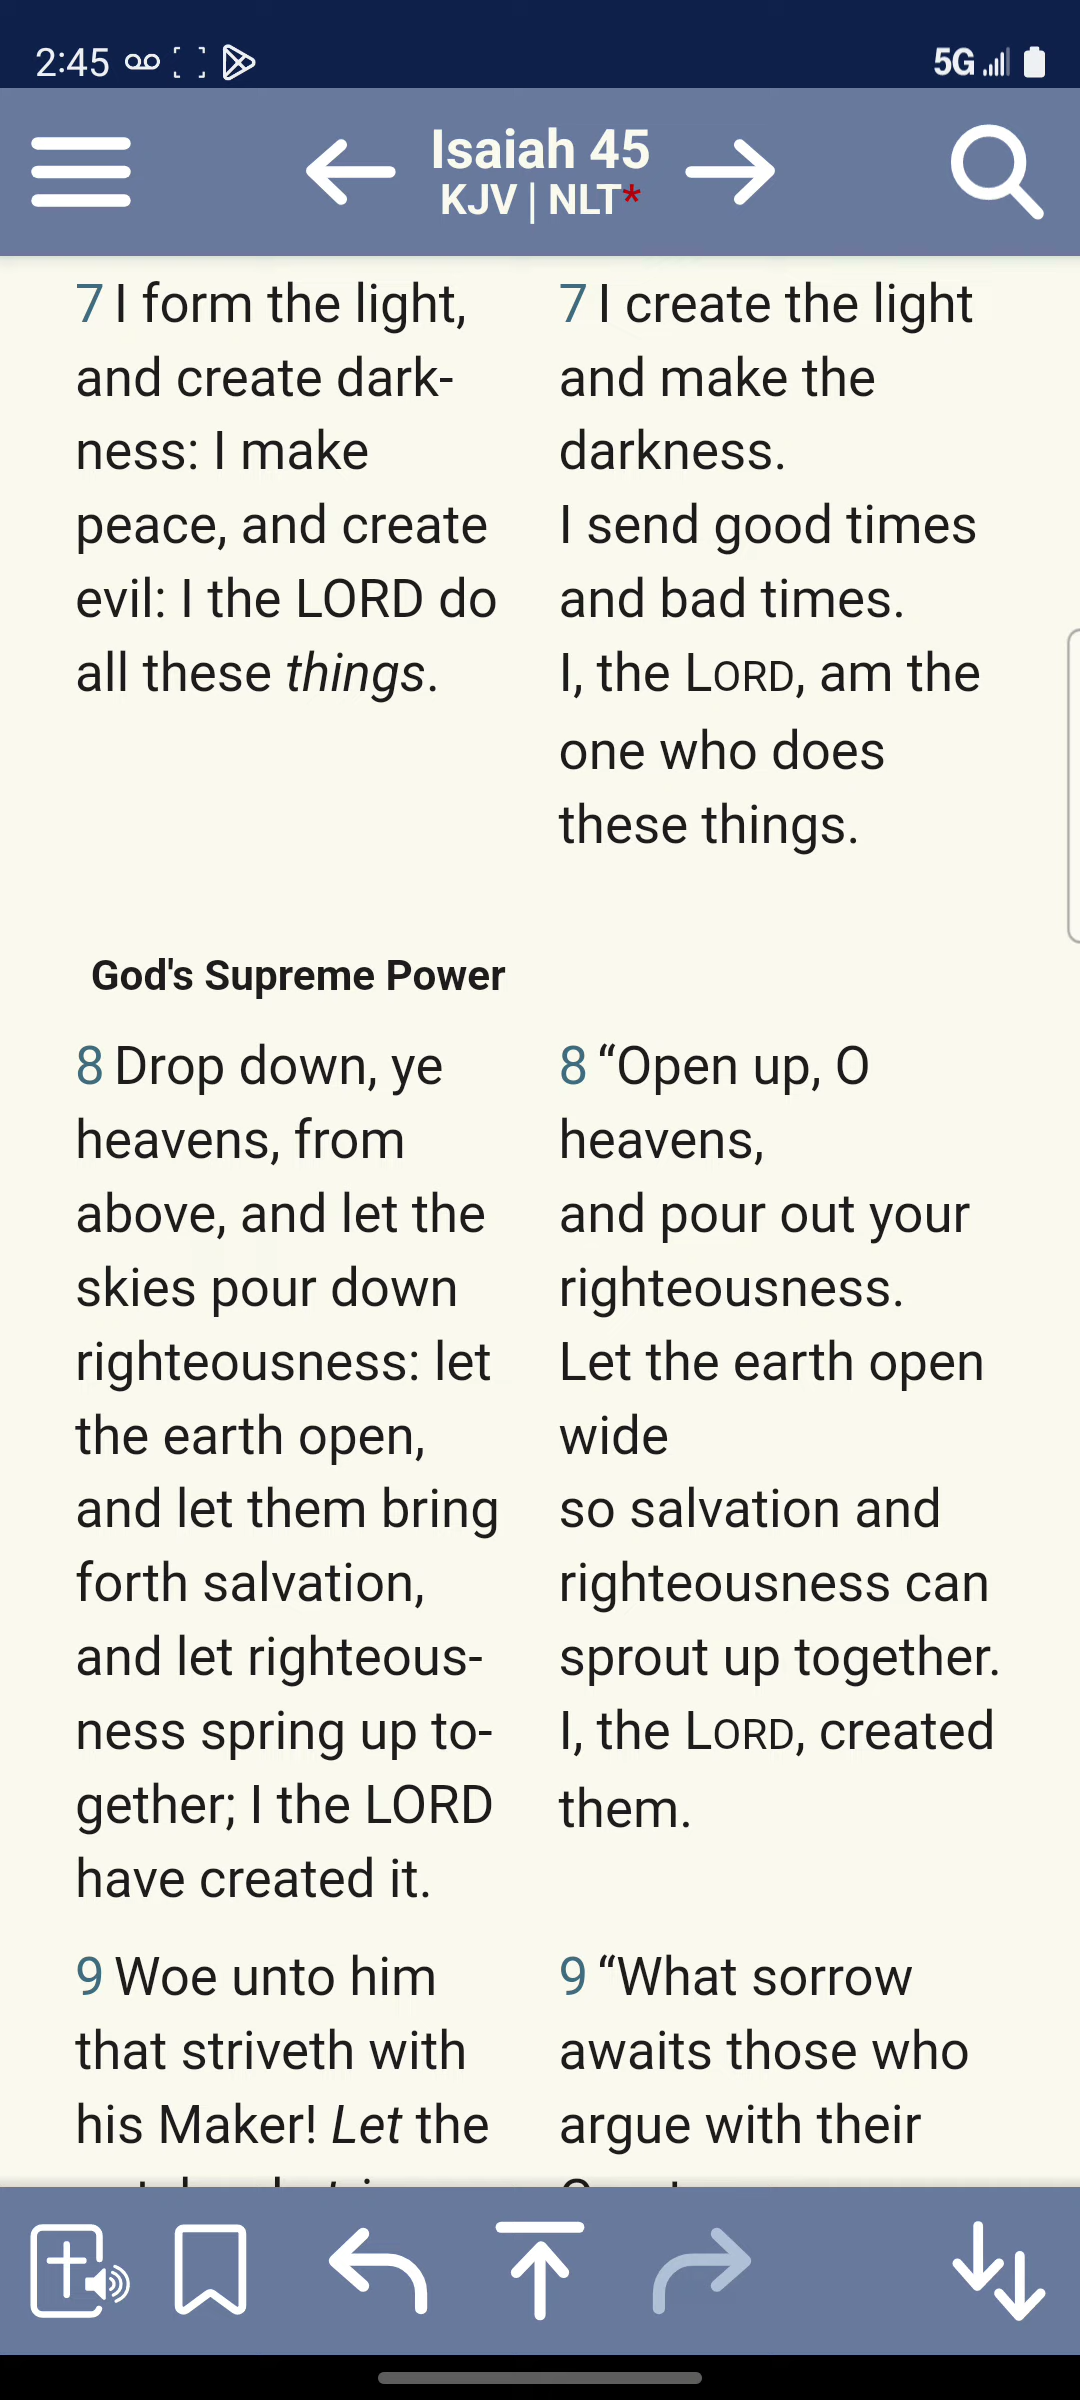 2:45
5G
Isaiah 45
KJV | NLT*
7 I form the light,
and create dark-
ness: I make
peace, and create
evil: I the LORD do
all these things.
7 I create the light
and make the
darkness.
I send good times
and bad times.
I, the LORD, am the
one who does
these things.
God's Supreme Power
8 Drop down, ye
heavens, from
above, and let the
skies pour down
righteousness: let
the earth open,
and let them bring
forth salvation,
and let righteous-
ness spring up to-
gether; I the LORD
have created it.
8 “Open up, O
heavens,
and pour out your
righteousness.
Let the earth open
wide
so salvation and
righteousness can
sprout up together.
I, the LORD, created
them.
9 Woe unto him
that striveth with
his Maker! Let the
9 “What sorrow
awaits those who
argue with their